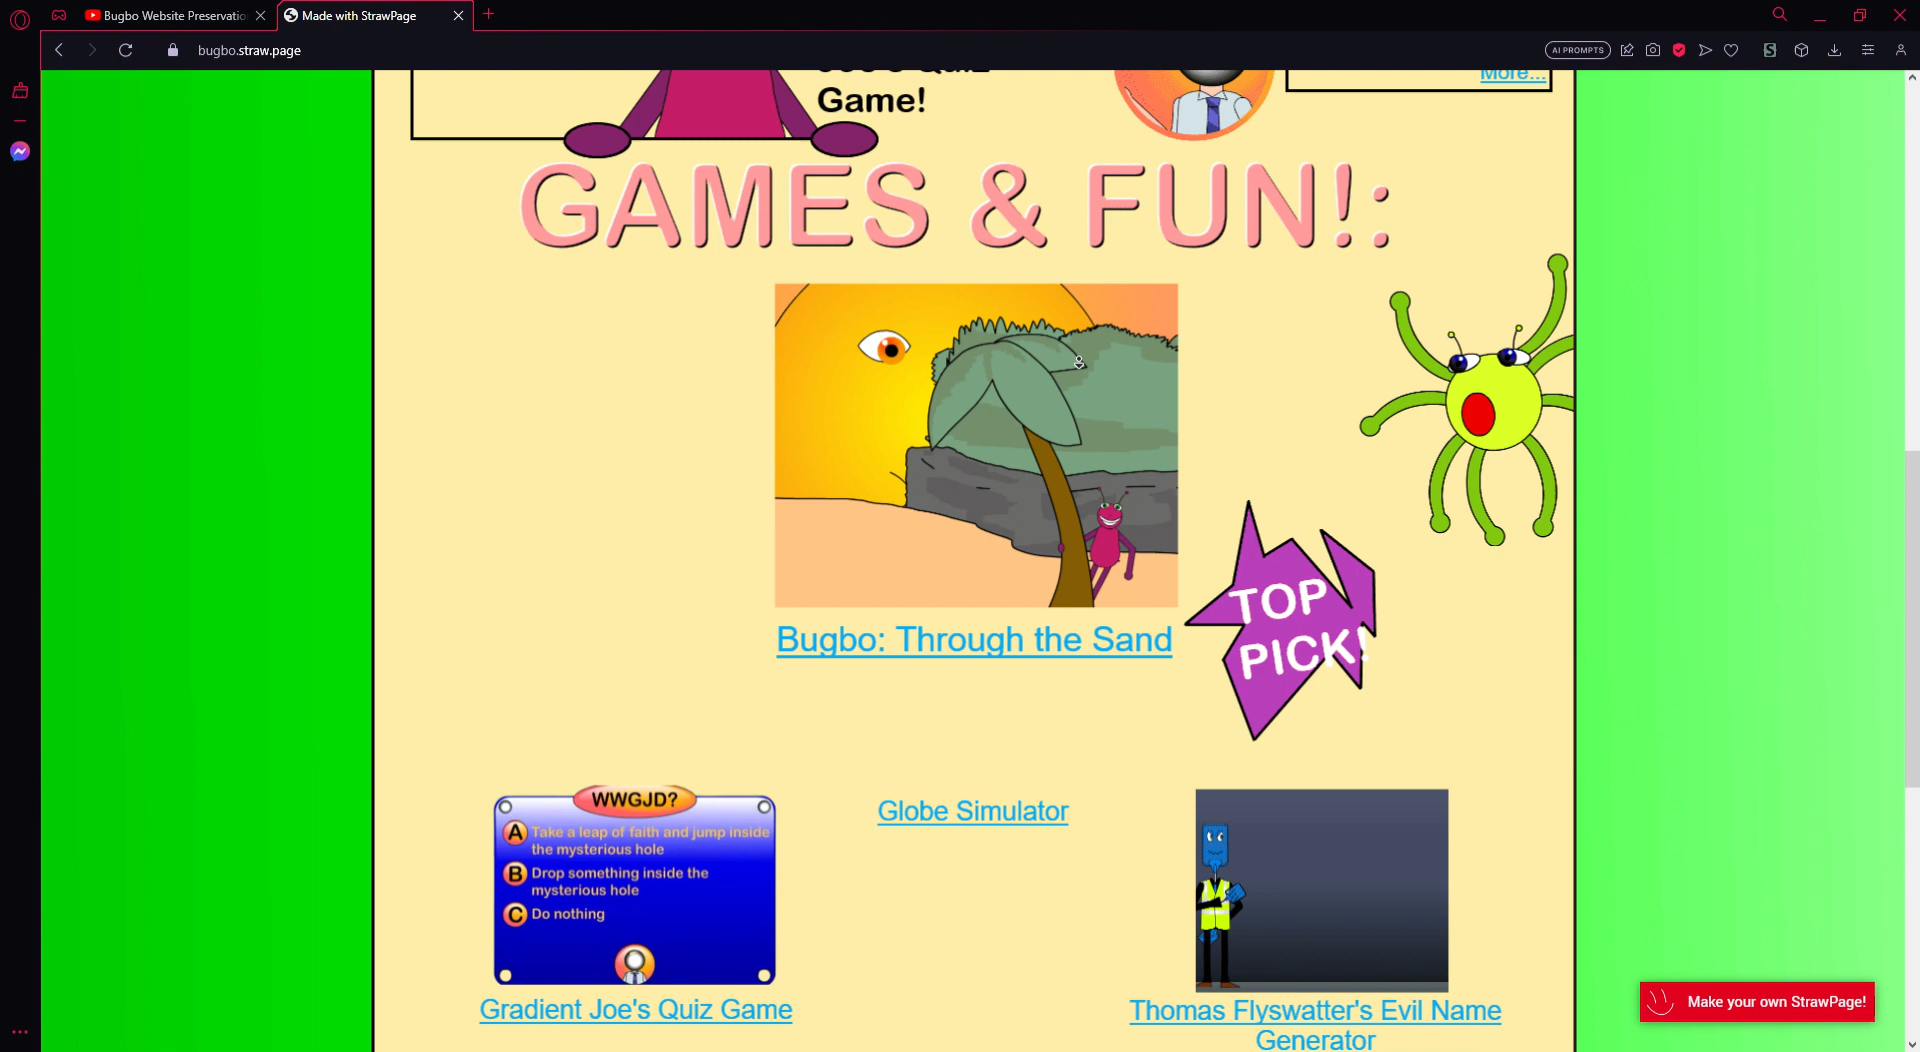 Bugbo Website Preservatio
Made with StrawPage
bugbo.straw.page
AI PROMPTS
Game!
More...
GAMES & FUN!:
Bugbo: Through the Sand
TOP
PICK!
WWGJD?
A Take a leap of faith and jump inside
the mysterious hole
B Drop something inside the
mysterious hole
C Do nothing
Globe Simulator
Gradient Joe's Quiz Game
Thomas Flyswatter's Evil Name
Generator
Make your own StrawPage!